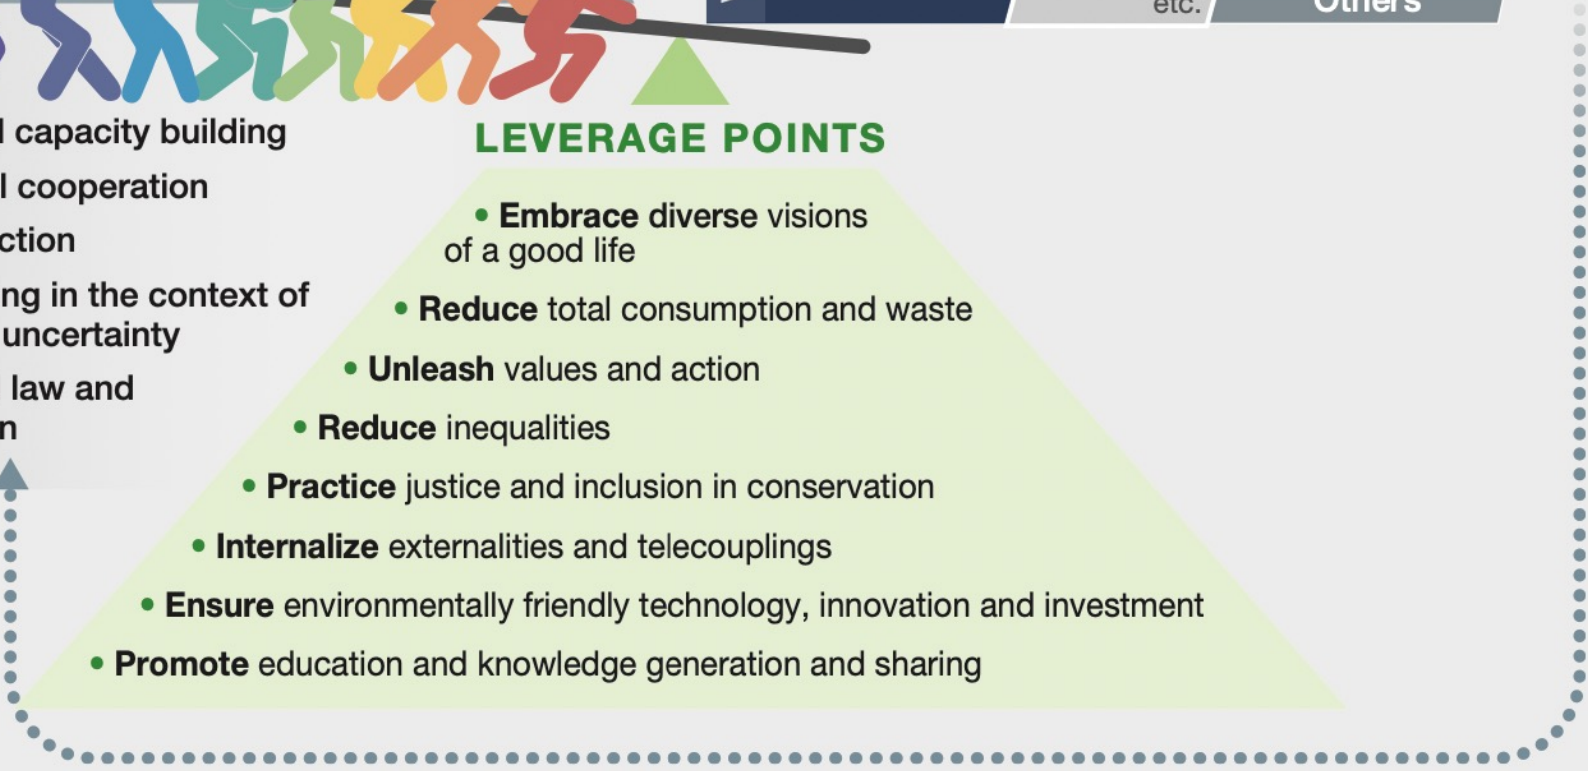 etc.
Others
capacity building
cooperation
ction
ng in the context of
uncertainty
law and
n
LEVERAGE POINTS
• Embrace diverse visions
of a good life
• Reduce total consumption and waste
• Unleash values and action
• Reduce inequalities
• Practice justice and inclusion in conservation
• Internalize externalities and telecouplings
• Ensure environmentally friendly technology, innovation and investment
• Promote education and knowledge generation and sharing